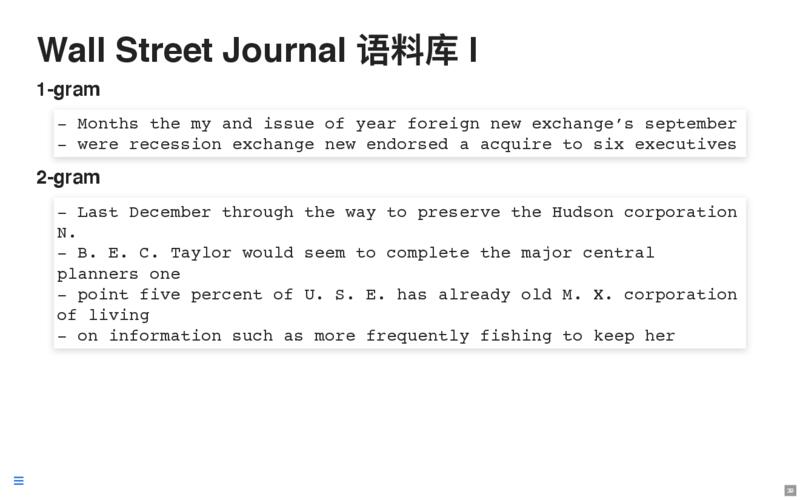 Wall Street Journal 语料库 I
1-gram
– Months the my and issue of year foreign new exchange’s september
– were recession exchange new endorsed a acquire to six executives
2-gram
– Last December through the way to preserve the Hudson corporation
N.
– B. E. C. Taylor would seem to complete the major central
planners one
– point five percent of U. S. E. has already old M. X. corporation
of living
– on information such as more frequently fishing to keep her